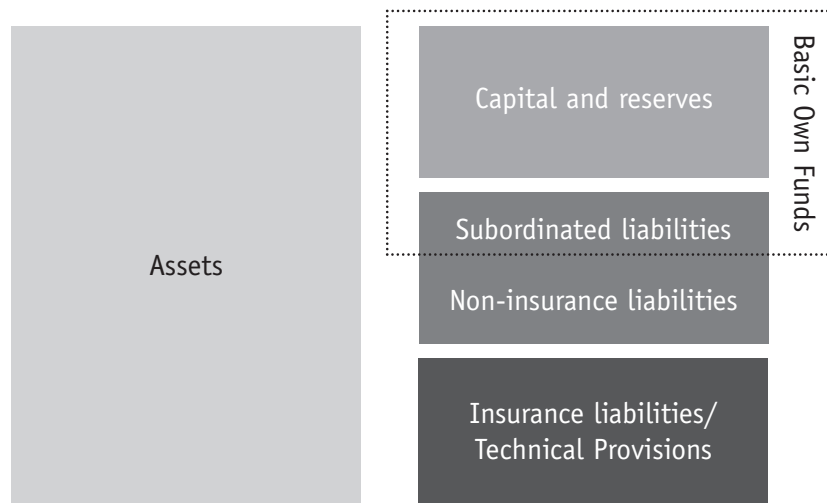 Assets
Capital and reserves
Subordinated liabilities
Non-insurance liabilities
Insurance liabilities/
Technical Provisions
Basic Own Funds